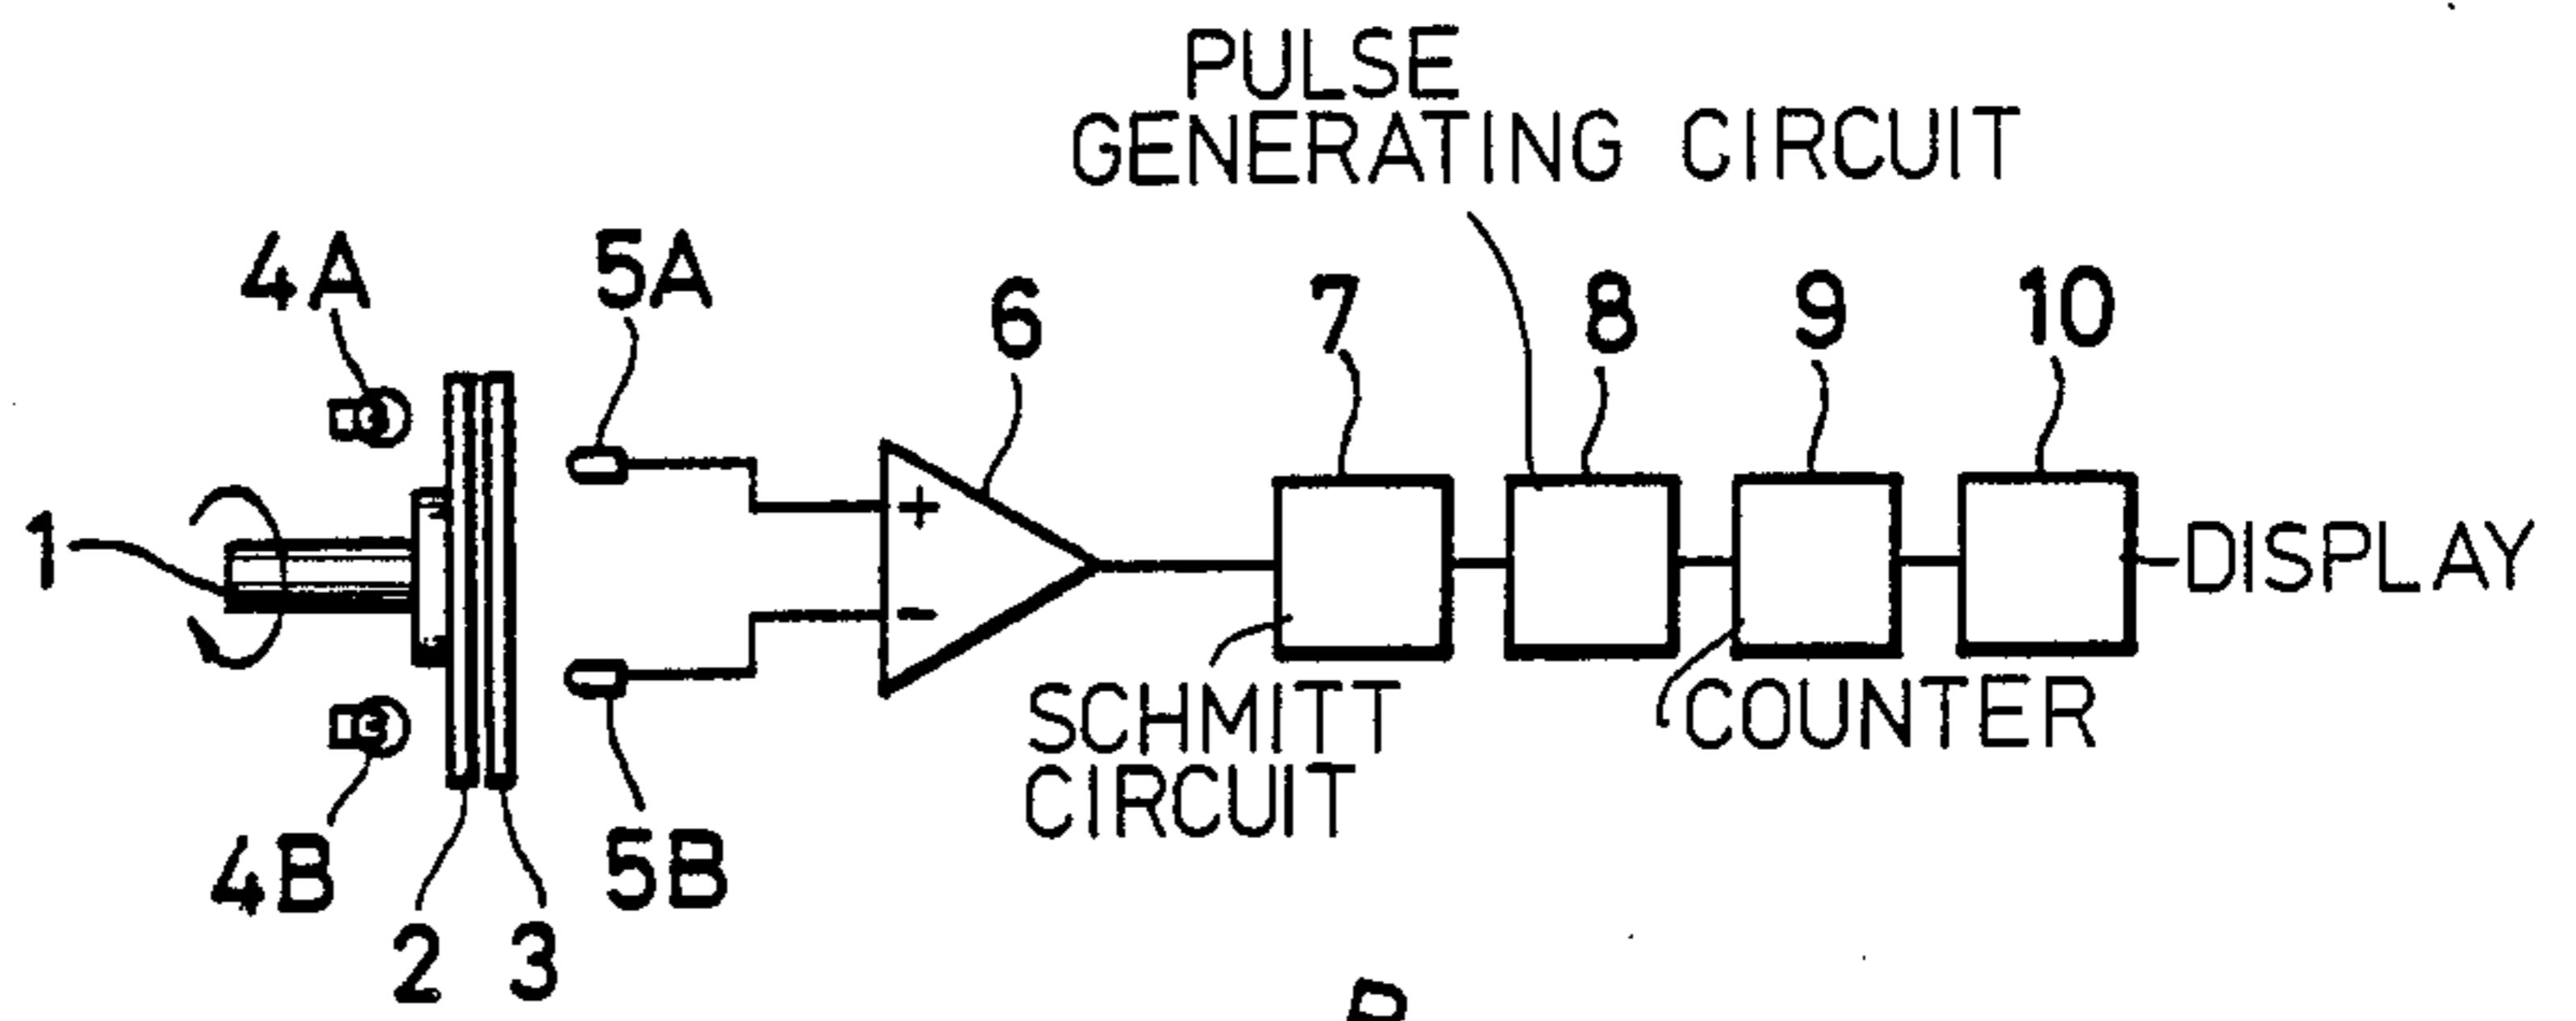 PULSE
GENERATING CIRCUIT
4A
5A
6
7
8
9
10
1
+
-
DISPLAY
SCHMITT
CIRCUIT
COUNTER
4B
5B
2
3